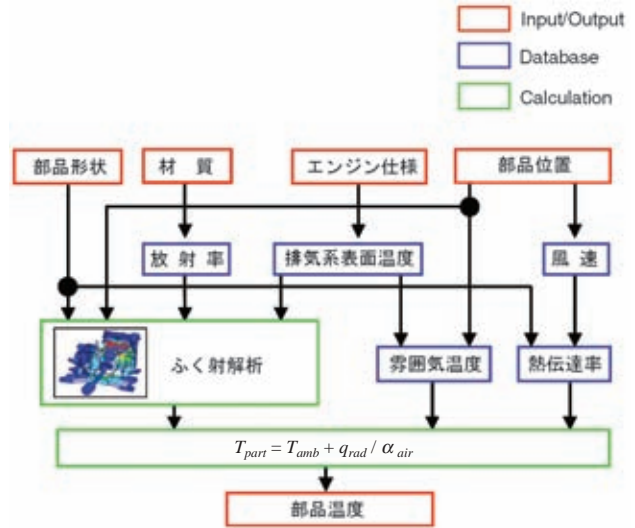 Input/Output
Database
Calculation
部品形状
材 質
エンジン仕様
部品位置
放 射 率
排気系表面温度
風 速
ふく射解析
雰囲気温度
熱伝達率
T_part = T_amb + q_rad / α_air
部品温度